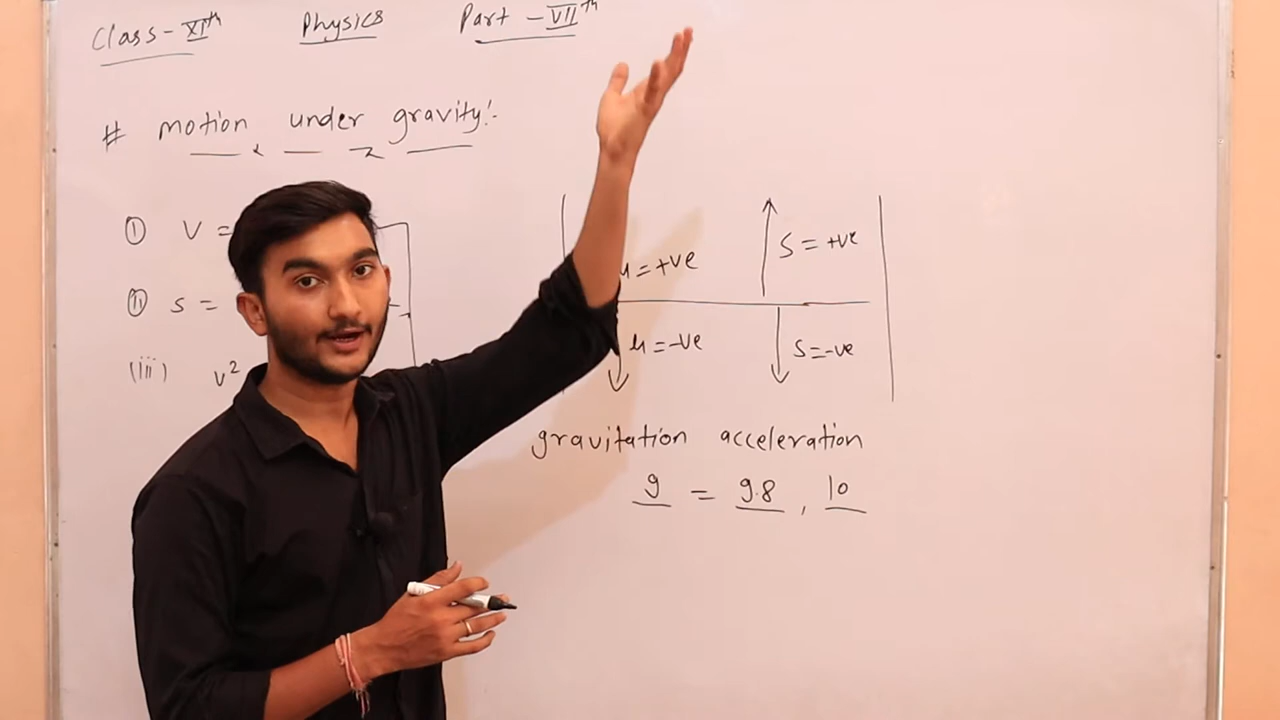 Class - XIth Physics Part - VIIth
# motion under gravity:-
① V =
② S =
(iii) v²
u = +ve S = +ve
u = -ve S = -ve
gravitation acceleration
g = 9.8, 10